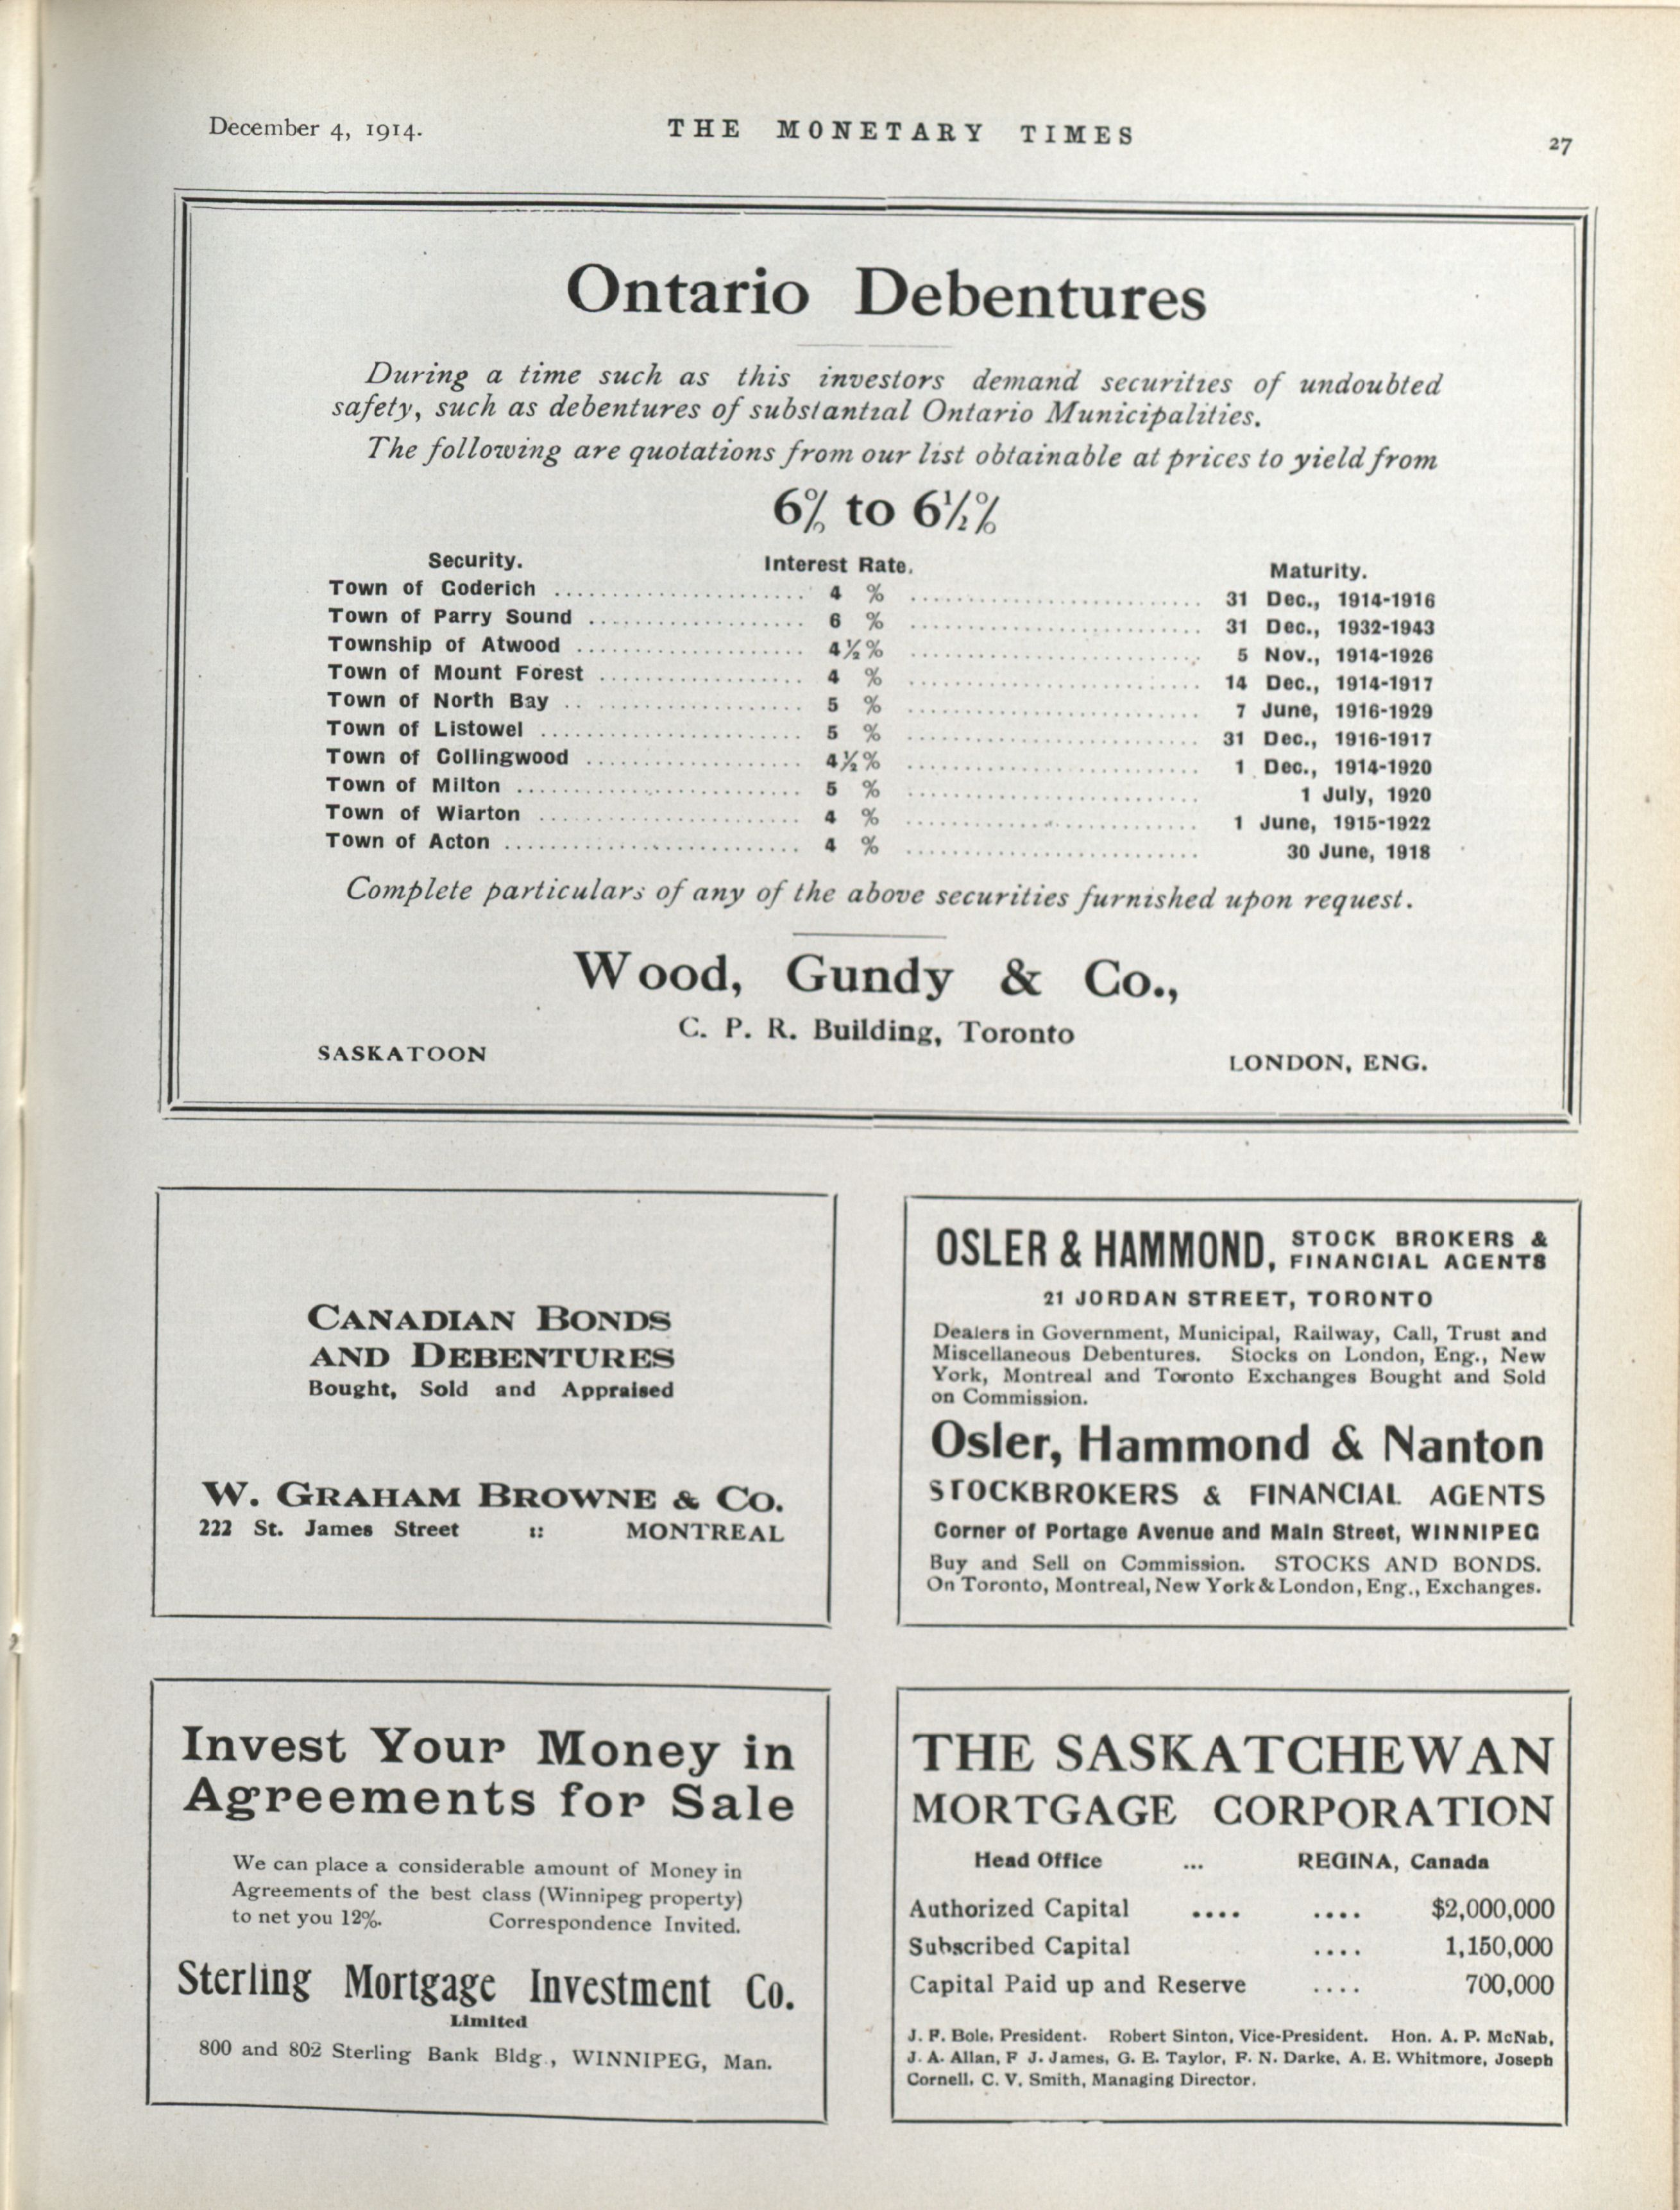 December 4, 1914.
THE MONETARY TIMES
27
Ontario Debentures
During a time such as this investors demand securities of undoubted
safety, such as debentures of substantial Ontario Municipalities.
The following are quotations from our list obtainable at prices to yield from
6% to 6½%
Security. Interest Rate. Maturity.
Town of Goderich ........................ 4 % ............................ 31 Dec., 1914-1916
Town of Parry Sound .................... 6 % ............................ 31 Dec., 1932-1943
Township of Atwood ..................... 4½% ............................ 5 Nov., 1914-1926
Town of Mount Forest ................... 4 % ............................ 14 Dec., 1914-1917
Town of North Bay ...................... 5 % ............................ 7 June, 1916-1929
Town of Listowel ........................ 5 % ............................ 31 Dec., 1916-1917
Town of Collingwood .................... 4½% ............................ 1 Dec., 1914-1920
Town of Milton .......................... 5 % ............................ 1 July, 1920
Town of Wiarton ........................ 4 % ............................ 1 June, 1915-1922
Town of Acton ........................... 4 % ............................ 30 June, 1918
Complete particulars of any of the above securities furnished upon request.
Wood, Gundy & Co.,
C. P. R. Building, Toronto
SASKATOON
LONDON, ENG.
CANADIAN BONDS
AND DEBENTURES
Bought, Sold and Appraised
W. GRAHAM BROWNE & CO.
222 St. James Street :: MONTREAL
OSLER & HAMMOND, STOCK BROKERS &
FINANCIAL AGENTS
21 JORDAN STREET, TORONTO
Dealers in Government, Municipal, Railway, Call, Trust and
Miscellaneous Debentures. Stocks on London, Eng., New
York, Montreal and Toronto Exchanges Bought and Sold
on Commission.
Osler, Hammond & Nanton
STOCKBROKERS & FINANCIAL AGENTS
Corner of Portage Avenue and Main Street, WINNIPEG
Buy and Sell on Commission. STOCKS AND BONDS.
On Toronto, Montreal, New York & London, Eng., Exchanges.
Invest Your Money in
Agreements for Sale
We can place a considerable amount of Money in
Agreements of the best class (Winnipeg property)
to net you 12%. Correspondence Invited.
Sterling Mortgage Investment Co.
Limited
800 and 802 Sterling Bank Bldg., WINNIPEG, Man.
THE SASKATCHEWAN
MORTGAGE CORPORATION
Head Office ... REGINA, Canada
Authorized Capital .... .... $2,000,000
Subscribed Capital .... 1,150,000
Capital Paid up and Reserve .... 700,000
J. F. Bole, President. Robert Sinton, Vice-President. Hon. A. P. McNab,
J. A. Allan, F J. James, G. E. Taylor, F. N. Darke, A. E. Whitmore, Joseph
Cornell, C. V. Smith, Managing Director.